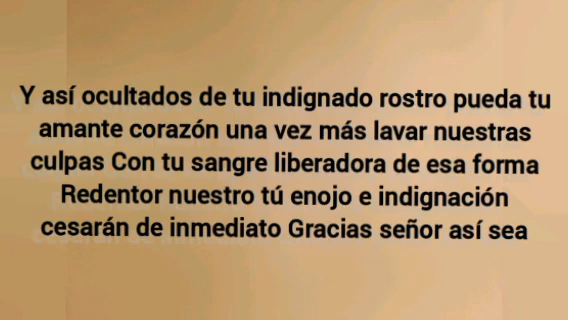 Y así ocultados de tu indignado rostro pueda tu
amante corazón una vez más lavar nuestras
culpas Con tu sangre liberadora de esa forma
Redentor nuestro tú enojo e indignación
cesarán de inmediato Gracias señor así sea